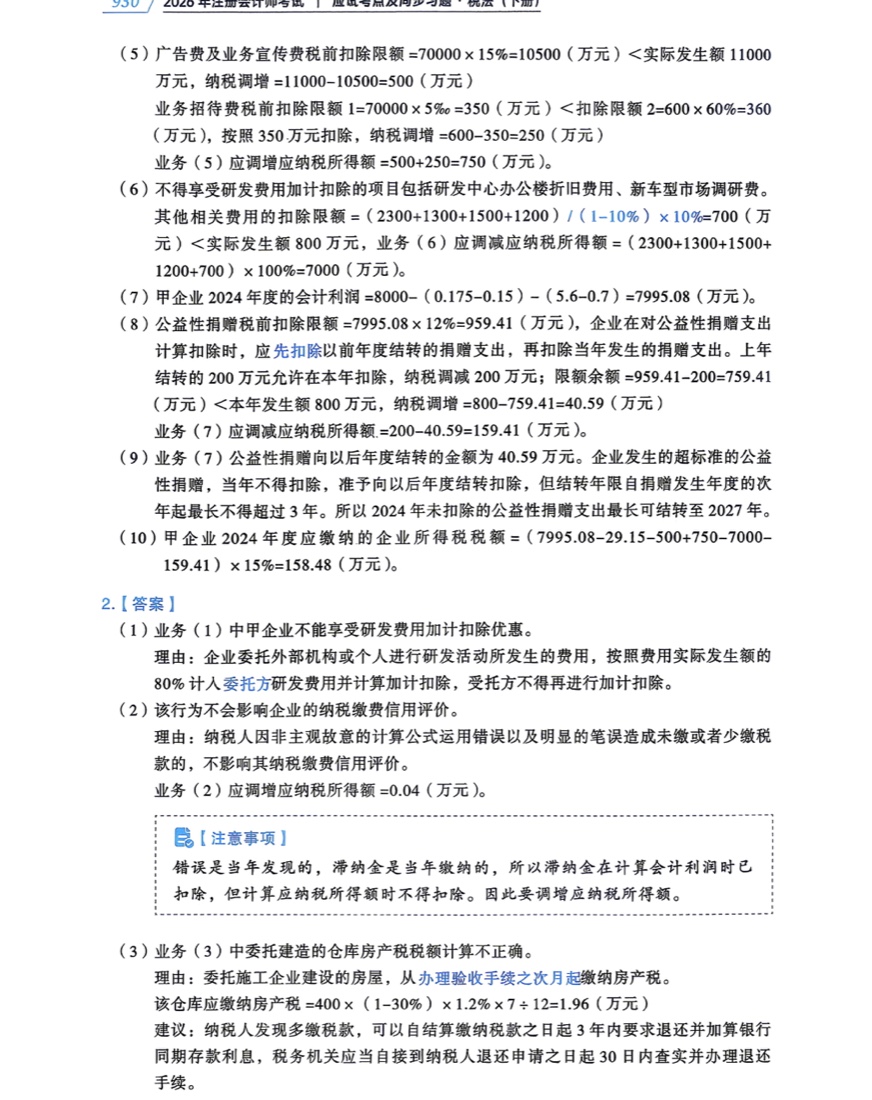 930 / 2026 年注册会计师考试 | 应试考点及同步习题·税法（下册）
（5）广告费及业务宣传费税前扣除限额 =70000×15%=10500（万元）＜实际发生额 11000
万元，纳税调增 =11000-10500=500（万元）
业务招待费税前扣除限额 1=70000×5‰ =350（万元）＜扣除限额 2=600×60%=360
（万元），按照 350 万元扣除，纳税调增 =600-350=250（万元）
业务（5）应调增应纳税所得额 =500+250=750（万元）。
（6）不得享受研发费用加计扣除的项目包括研发中心办公楼折旧费用、新车型市场调研费。
其他相关费用的扣除限额 =（2300+1300+1500+1200）/（1-10%）×10%=700（万
元）＜实际发生额 800 万元，业务（6）应调减应纳税所得额 =（2300+1300+1500+
1200+700）×100%=7000（万元）。
（7）甲企业 2024 年度的会计利润 =8000-（0.175-0.15）-（5.6-0.7）=7995.08（万元）。
（8）公益性捐赠税前扣除限额 =7995.08×12%=959.41（万元），企业在对公益性捐赠支出
计算扣除时，应先扣除以前年度结转的捐赠支出，再扣除当年发生的捐赠支出。上年
结转的 200 万元允许在本年扣除，纳税调减 200 万元；限额余额 =959.41-200=759.41
（万元）＜本年发生额 800 万元，纳税调增 =800-759.41=40.59（万元）
业务（7）应调减应纳税所得额 =200-40.59=159.41（万元）。
（9）业务（7）公益性捐赠向以后年度结转的金额为 40.59 万元。企业发生的超标准的公益
性捐赠，当年不得扣除，准予向以后年度结转扣除，但结转年限自捐赠发生年度的次
年起最长不得超过 3 年。所以 2024 年未扣除的公益性捐赠支出最长可结转至 2027 年。
（10）甲企业 2024 年度应缴纳的企业所得税税额 =（7995.08-29.15-500+750-7000-
159.41）×15%=158.48（万元）。
2.【答案】
（1）业务（1）中甲企业不能享受研发费用加计扣除优惠。
理由：企业委托外部机构或个人进行研发活动所发生的费用，按照费用实际发生额的
80% 计入委托方研发费用并计算加计扣除，受托方不得再进行加计扣除。
（2）该行为不会影响企业的纳税缴费信用评价。
理由：纳税人因非主观故意的计算公式运用错误以及明显的笔误造成未缴或者少缴税
款的，不影响其纳税缴费信用评价。
业务（2）应调增应纳税所得额 =0.04（万元）。
【注意事项】
错误是当年发现的，滞纳金是当年缴纳的，所以滞纳金在计算会计利润时已
扣除，但计算应纳税所得额时不得扣除。因此要调增应纳税所得额。
（3）业务（3）中委托建造的仓库房产税税额计算不正确。
理由：委托施工企业建设的房屋，从办理验收手续之次月起缴纳房产税。
该仓库应缴纳房产税 =400×（1-30%）×1.2%×7÷12=1.96（万元）
建议：纳税人发现多缴税款，可以自结算缴纳税款之日起 3 年内要求退还并加算银行
同期存款利息，税务机关应当自接到纳税人退还申请之日起 30 日内查实并办理退还
手续。